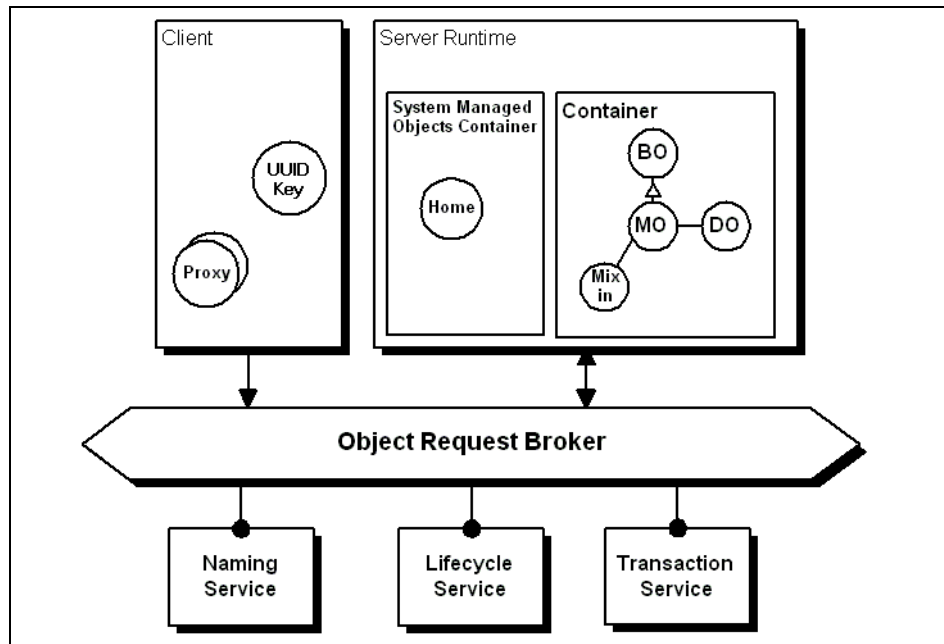 Client
UUID
Key
Proxy
Server Runtime
System Managed
Objects Container
Home
Container
BO
MO
DO
Mix
in
Object Request Broker
Naming
Service
Lifecycle
Service
Transaction
Service